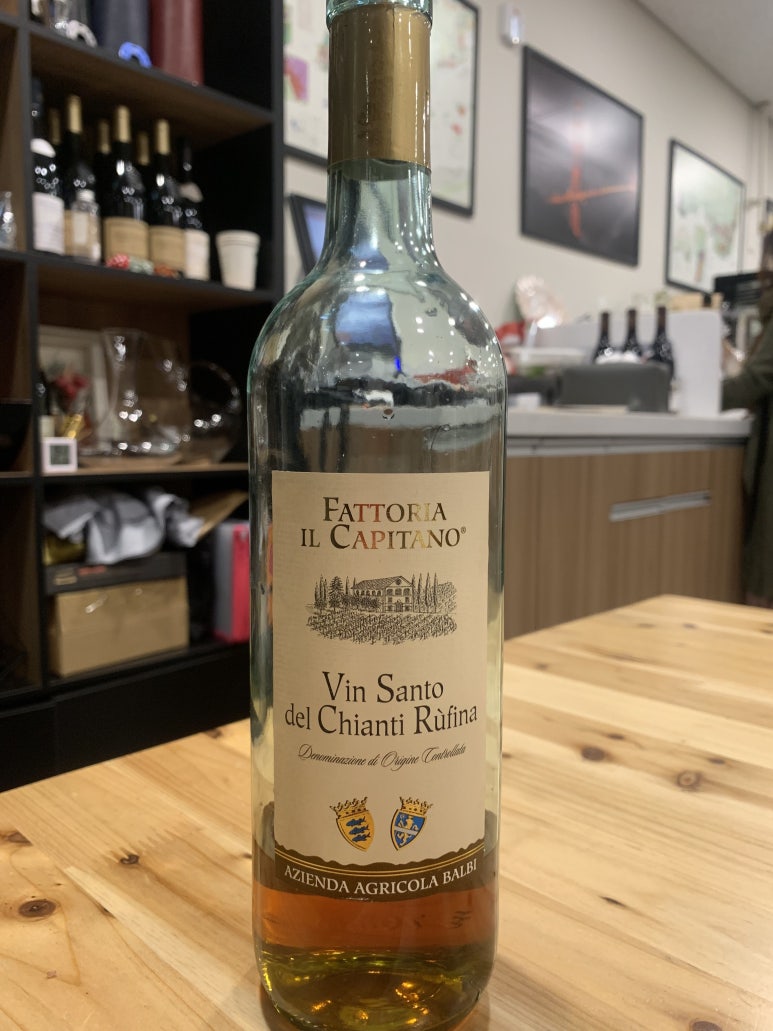 FATTORIA
IL CAPITANO®
Vin Santo
del Chianti Rùfina
Denominazione di Origine Controllata
AZIENDA AGRICOLA BALBI